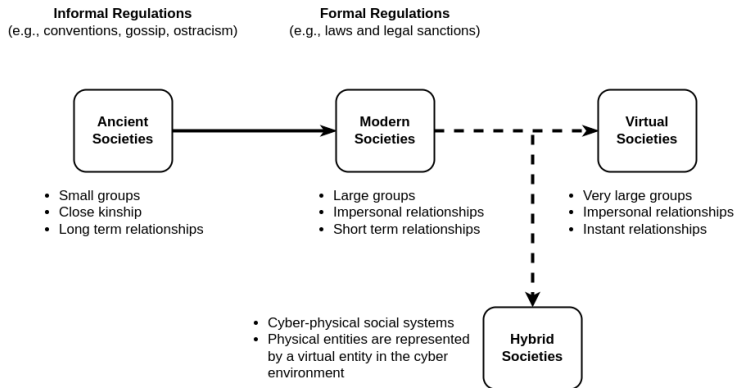 Informal Regulations
(e.g., conventions, gossip, ostracism)
Formal Regulations
(e.g., laws and legal sanctions)
Ancient
Societies
Modern
Societies
Virtual
Societies
• Small groups
• Close kinship
• Long term relationships
• Large groups
• Impersonal relationships
• Short term relationships
• Very large groups
• Impersonal relationships
• Instant relationships
• Cyber-physical social systems
• Physical entities are represented
by a virtual entity in the cyber
environment
Hybrid
Societies